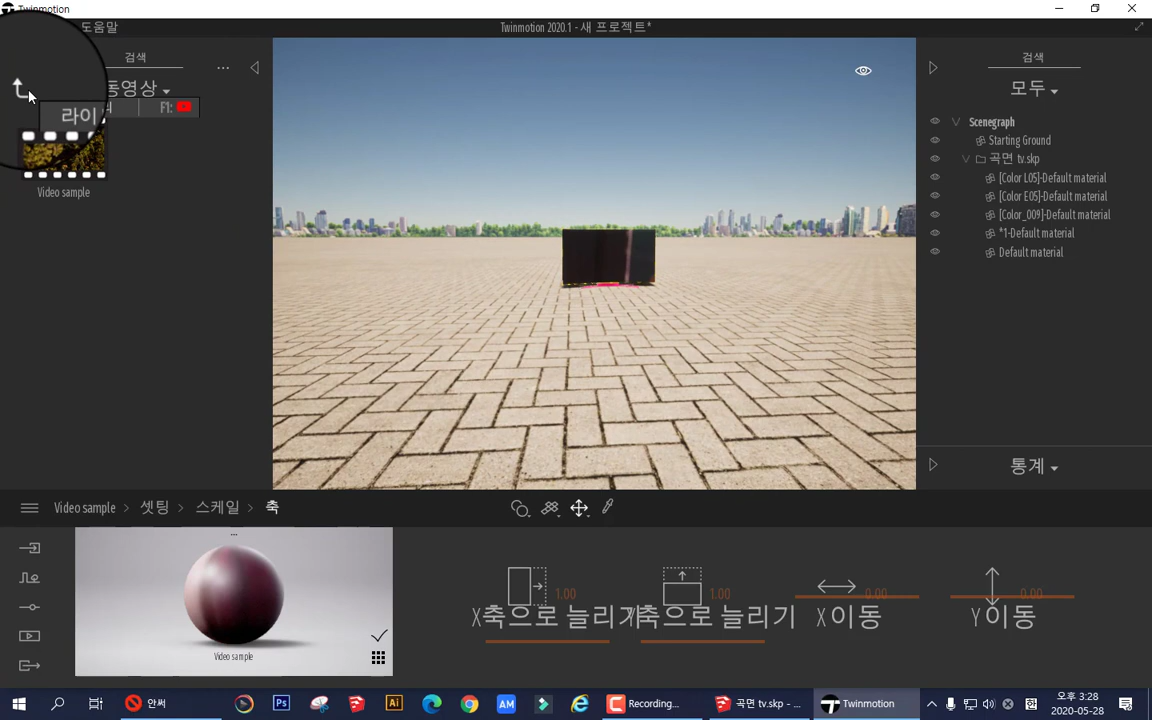 Twinmotion
도움말
Twinmotion 2020.1 - 새 프로젝트*
검색
...
동영상
라이
F1:
Video sample
검색
모두
Scenegraph
Starting Ground
곡면 tv.skp
[Color L05]-Default material
[Color E05]-Default material
[Color_009]-Default material
*1-Default material
Default material
통계
Video sample > 셋팅 > 스케일 > 축
Video sample
1.00
X축으로 늘리기
1.00
Y축으로 늘리기
0.00
X이동
0.00
Y이동
안써
Ps
Ai
AM
Recording...
곡면 tv.skp - ...
Twinmotion
한
오후 3:28
2020-05-28